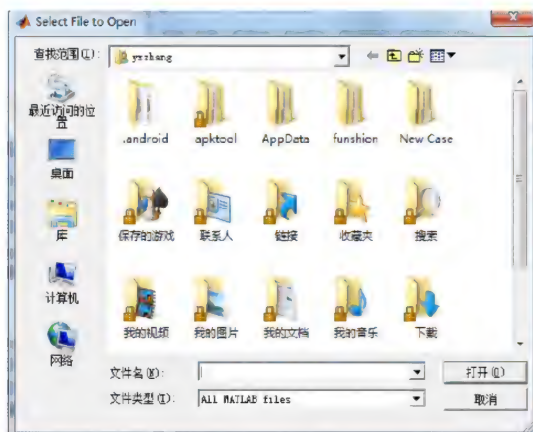 Select File to Open
查找范围(I):
yxzhang
最近访问的位置
桌面
库
计算机
网络
.android
apktool
AppData
funshion
New Case
保存的游戏
联系人
链接
收藏夹
搜索
我的视频
我的图片
我的文档
我的音乐
下载
文件名(N):
打开(O)
文件类型(T):
All MATLAB files
取消